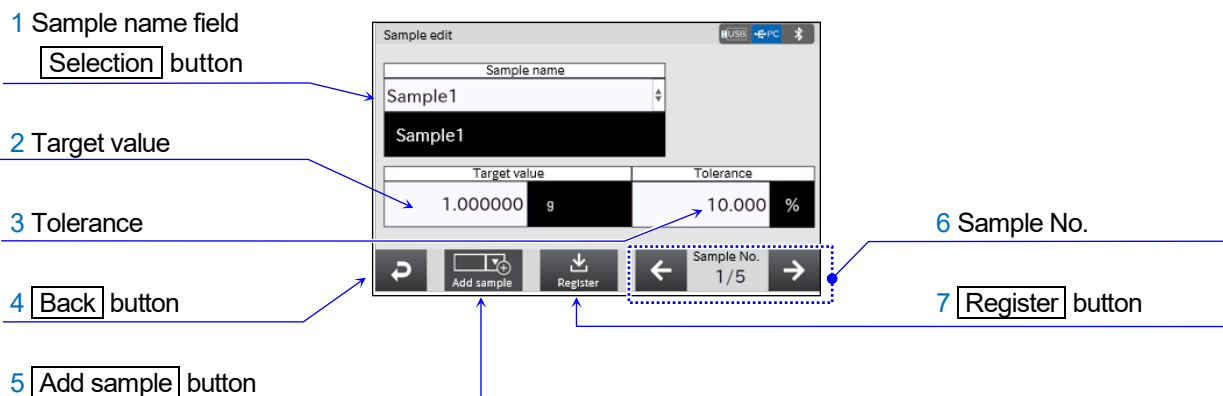 1 Sample name field
Selection button
2 Target value
3 Tolerance
4 Back button
5 Add sample button
Sample edit
USB PC
Sample name
Sample1
Sample1
Target value Tolerance
1.000000 g 10.000 %
Add sample
Register
Sample No.
1/5
6 Sample No.
7 Register button